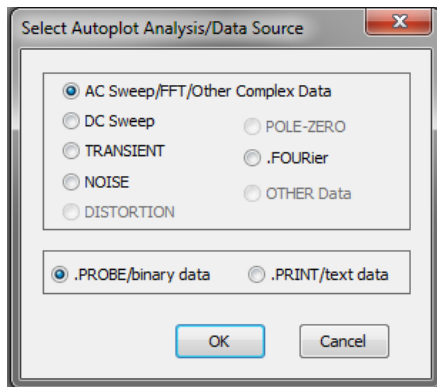 Select Autoplot Analysis/Data Source
AC Sweep/FFT/Other Complex Data
DC Sweep
POLE-ZERO
TRANSIENT
.FOURier
NOISE
OTHER Data
DISTORTION
.PROBE/binary data
.PRINT/text data
OK
Cancel